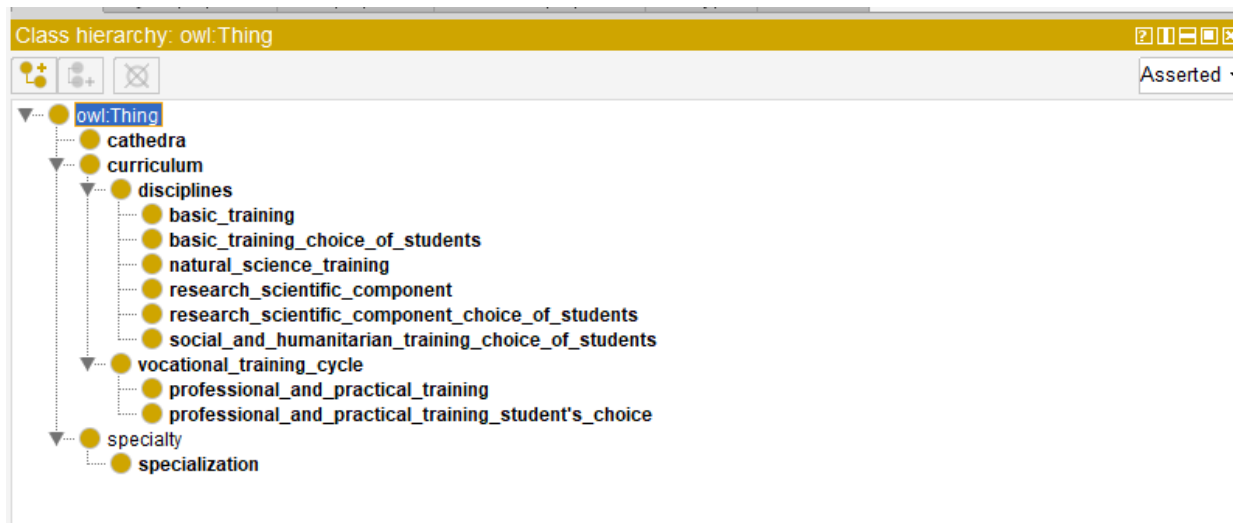 Class hierarchy: owl:Thing
Asserted
owl:Thing
cathedra
curriculum
disciplines
basic_training
basic_training_choice_of_students
natural_science_training
research_scientific_component
research_scientific_component_choice_of_students
social_and_humanitarian_training_choice_of_students
vocational_training_cycle
professional_and_practical_training
professional_and_practical_training_student's_choice
specialty
specialization